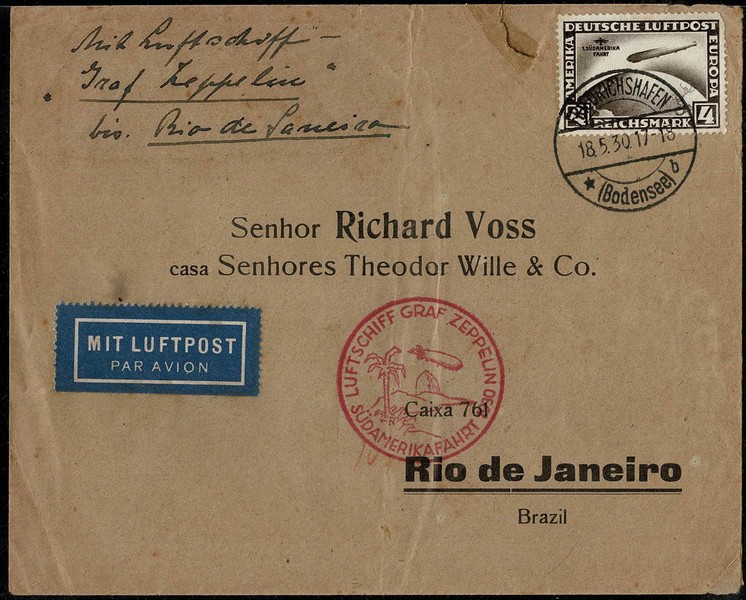 Mit Luftschiff –
„Graf Zeppelin“
bis. Rio de Janeiro
DEUTSCHE LUFTPOST
AMERIKA
1. SÜDAMERIKA
FAHRT
EUROPA
4
REICHSMARK
FRIEDRICHSHAFEN
18.5.30.17-18
★ (Bodensee) b
Senhor Richard Voss
casa Senhores Theodor Wille & Co.
MIT LUFTPOST
PAR AVION
LUFTSCHIFF GRAF ZEPPELIN 1930
SÜDAMERIKAFAHRT
Caixa 761
Rio de Janeiro
Brazil